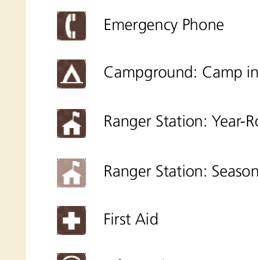 Emergency Phone
Campground: Camp in
Ranger Station: Year-Ro
Ranger Station: Season
First Aid